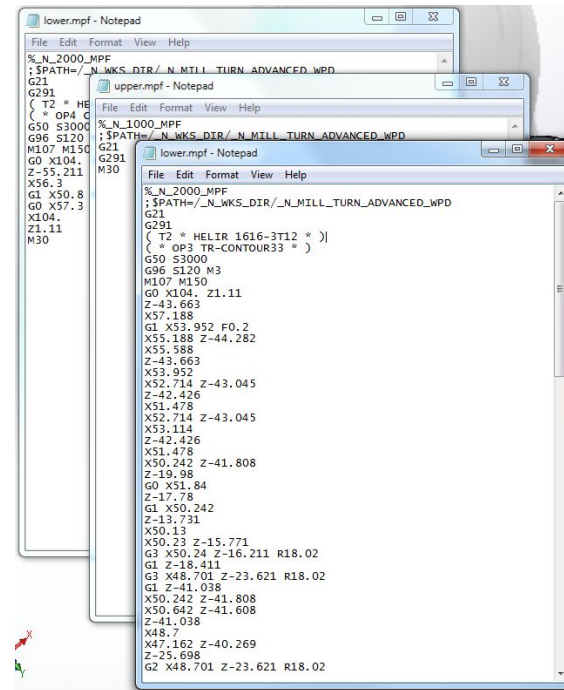 lower.mpf - Notepad
File Edit Format View Help
%_N_2000_MPF
;$PATH=/_N_WKS_DIR/_N_MILL_TURN_ADVANCED_WPD
G21
G291
( T2 * HE
( * OP4 C
G50 S3000
G96 S120
M107 M150
G0 X104.
Z-55.211
X56.3
G1 X50.8
G0 X57.3
X104.
Z1.11
M30
upper.mpf - Notepad
File Edit Format View Help
%_N_1000_MPF
;$PATH=/_N_WKS_DIR/_N_MILL_TURN_ADVANCED_WPD
G21
G291
M30
lower.mpf - Notepad
File Edit Format View Help
%_N_2000_MPF
;$PATH=/_N_WKS_DIR/_N_MILL_TURN_ADVANCED_WPD
G21
G291
( T2 * HELIR 1616-3T12 * )
( * OP3 TR-CONTOUR33 * )
G50 S3000
G96 S120 M3
M107 M150
G0 X104. Z1.11
Z-43.663
X57.188
G1 X53.952 F0.2
X55.188 Z-44.282
X55.588
Z-43.663
X53.952
X52.714 Z-43.045
Z-42.426
X51.478
X52.714 Z-43.045
X53.114
Z-42.426
X51.478
X50.242 Z-41.808
Z-19.98
G0 X51.84
Z-17.78
G1 X50.242
Z-13.731
X50.13
X50.23 Z-15.771
G3 X50.24 Z-16.211 R18.02
G1 Z-18.411
G3 X48.701 Z-23.621 R18.02
G1 Z-41.038
X50.242 Z-41.808
X50.642 Z-41.608
Z-41.038
X48.7
X47.162 Z-40.269
Z-25.698
G2 X48.701 Z-23.621 R18.02
X
Y